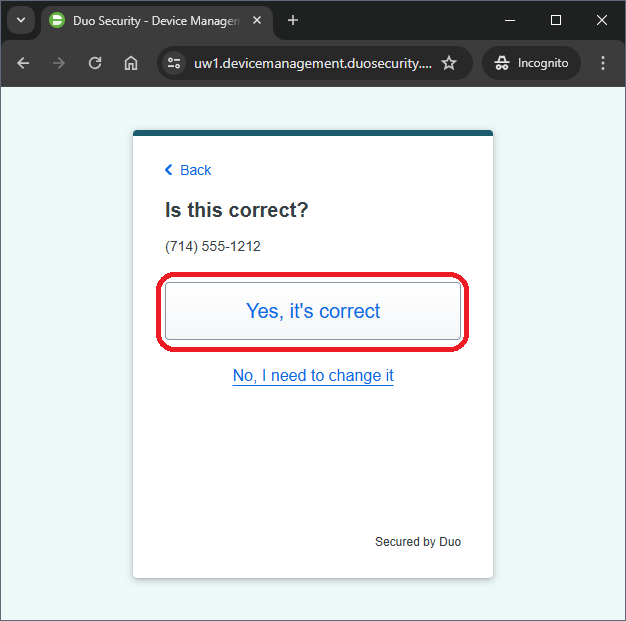 Duo Security - Device Managem
uw1.devicemanagement.duosecurity....
Incognito
Back
Is this correct?
(714) 555-1212
Yes, it's correct
No, I need to change it
Secured by Duo